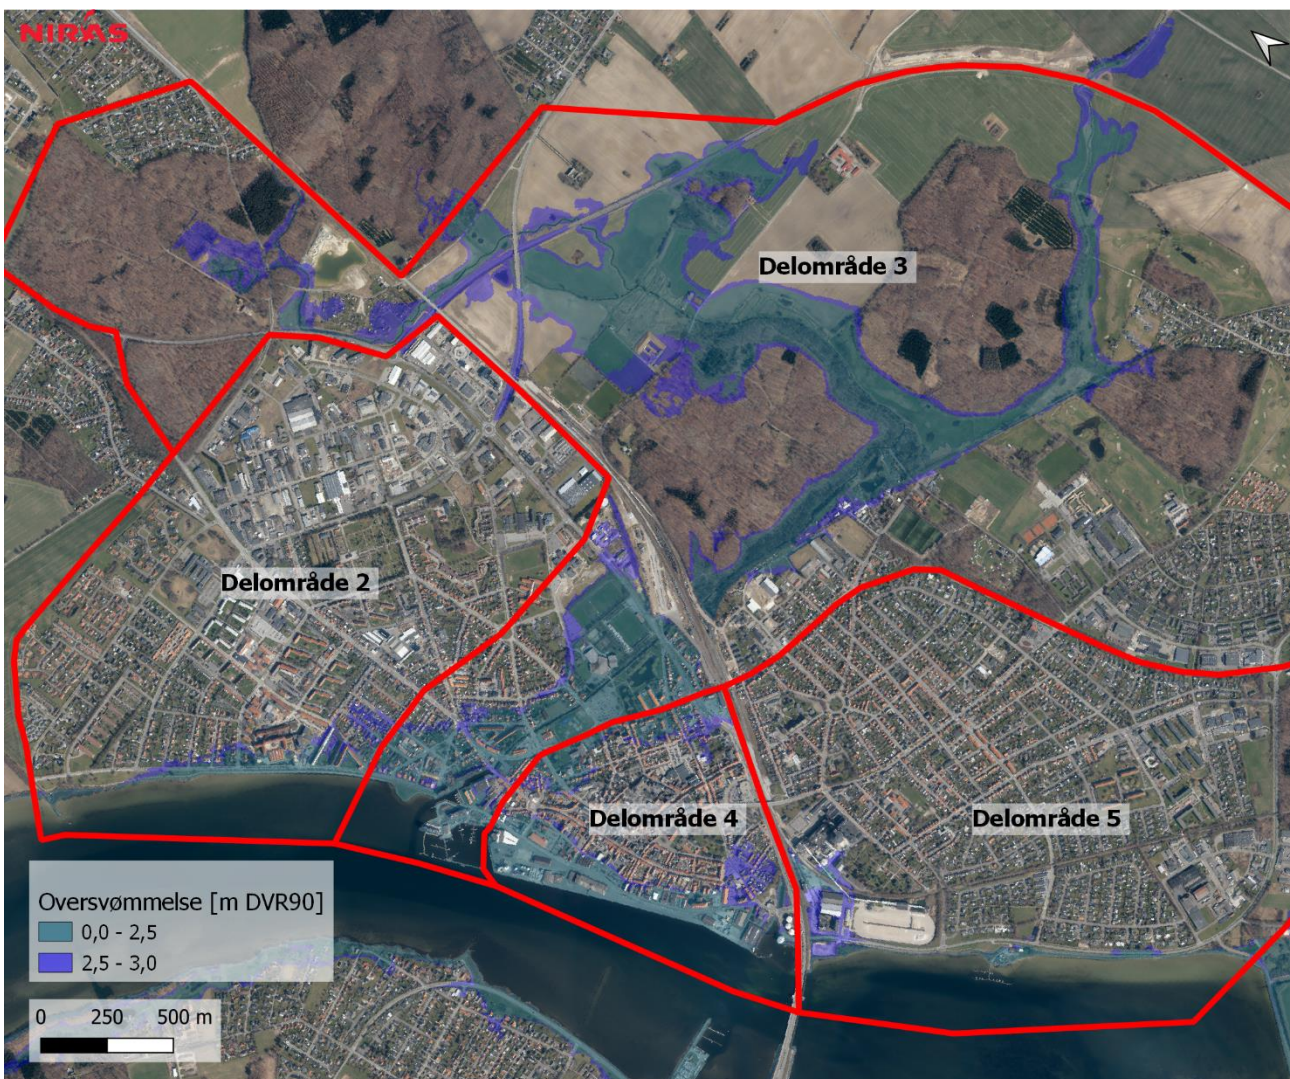 NIRÁS
Delområde 3
Delområde 2
Delområde 4
Delområde 5
Oversvømmelse [m DVR90]
0,0 - 2,5
2,5 - 3,0
0 250 500 m